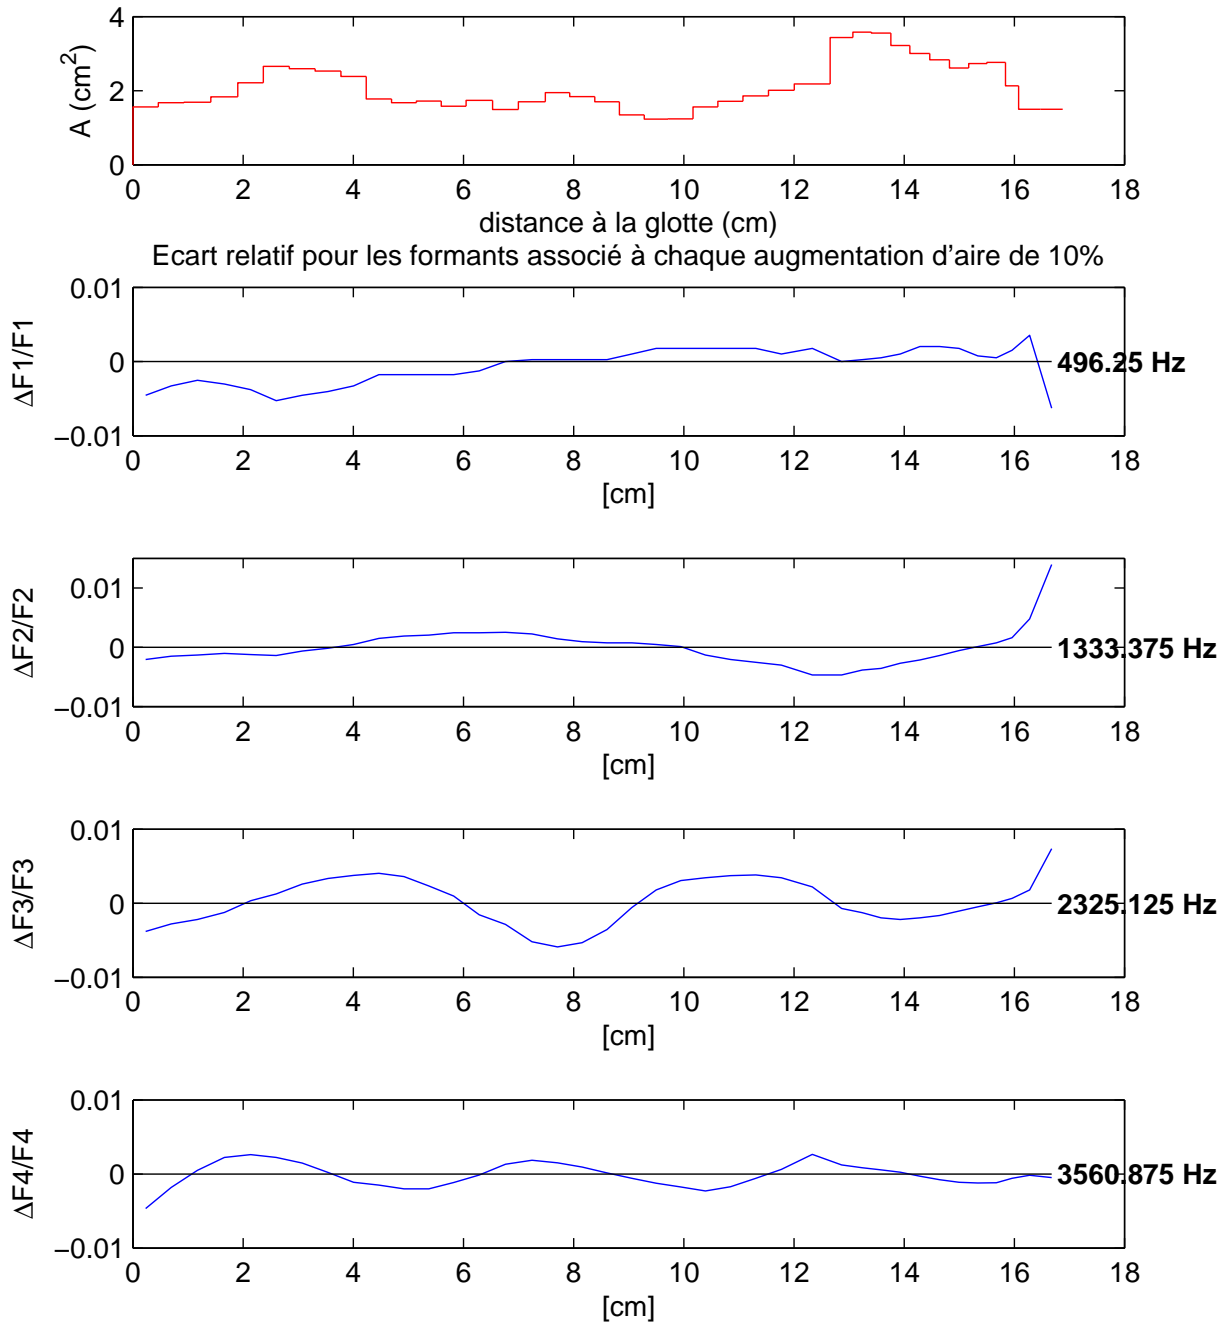 4
2
0
A (cm2)
0 2 4 6 8 10 12 14 16 18
distance à la glotte (cm)
Ecart relatif pour les formants associé à chaque augmentation d'aire de 10%
0.01
0
−0.01
ΔF1/F1
496.25 Hz
0 2 4 6 8 10 12 14 16 18
[cm]
0.01
0
−0.01
ΔF2/F2
1333.375 Hz
0 2 4 6 8 10 12 14 16 18
[cm]
0.01
0
−0.01
ΔF3/F3
2325.125 Hz
0 2 4 6 8 10 12 14 16 18
[cm]
0.01
0
−0.01
ΔF4/F4
3560.875 Hz
0 2 4 6 8 10 12 14 16 18
[cm]